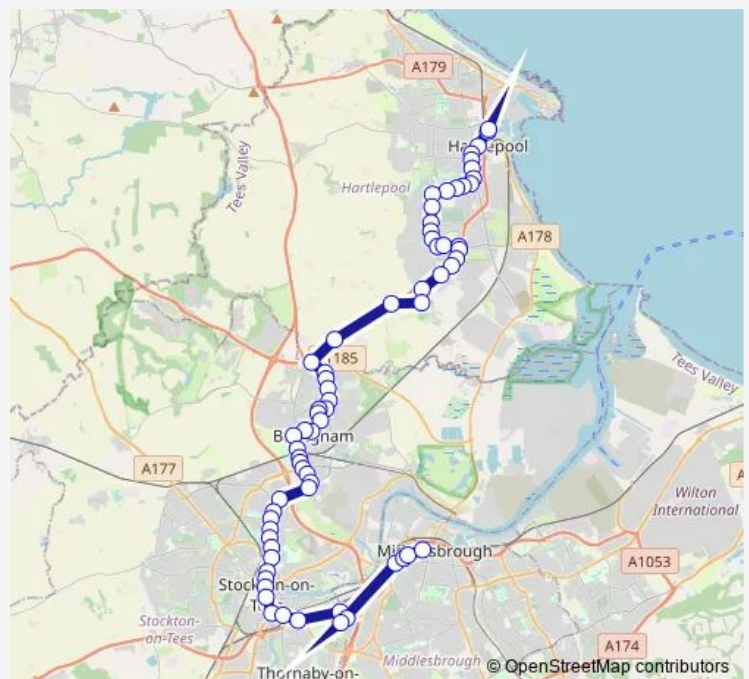 A179
Hartlepool
Tees Valley
Hartlepool
A178
A185
Tees Valley
Billingham
A177
Wilton
International
Middlesbrough
A1053
Stockton-on-
Stockton-
on-Tees
A174
Middlesbrough
Thornaby-on-
© OpenStreetMap contributors